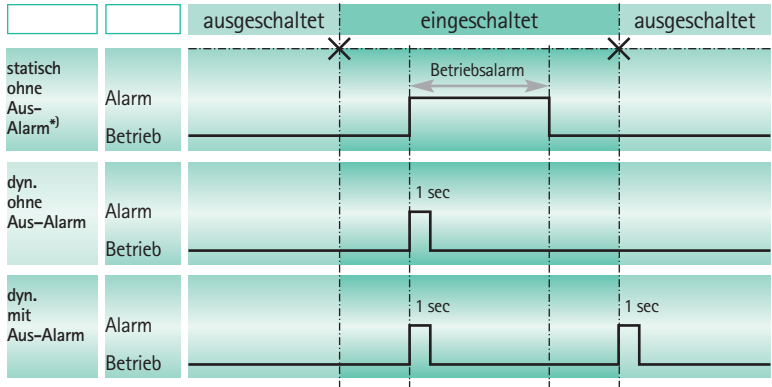 ausgeschaltet eingeschaltet ausgeschaltet
statisch
ohne
Aus-
Alarm*)
Alarm
Betrieb
Betriebsalarm
dyn.
ohne
Aus–Alarm
Alarm
Betrieb
1 sec
dyn.
mit
Aus-Alarm
Alarm
Betrieb
1 sec 1 sec